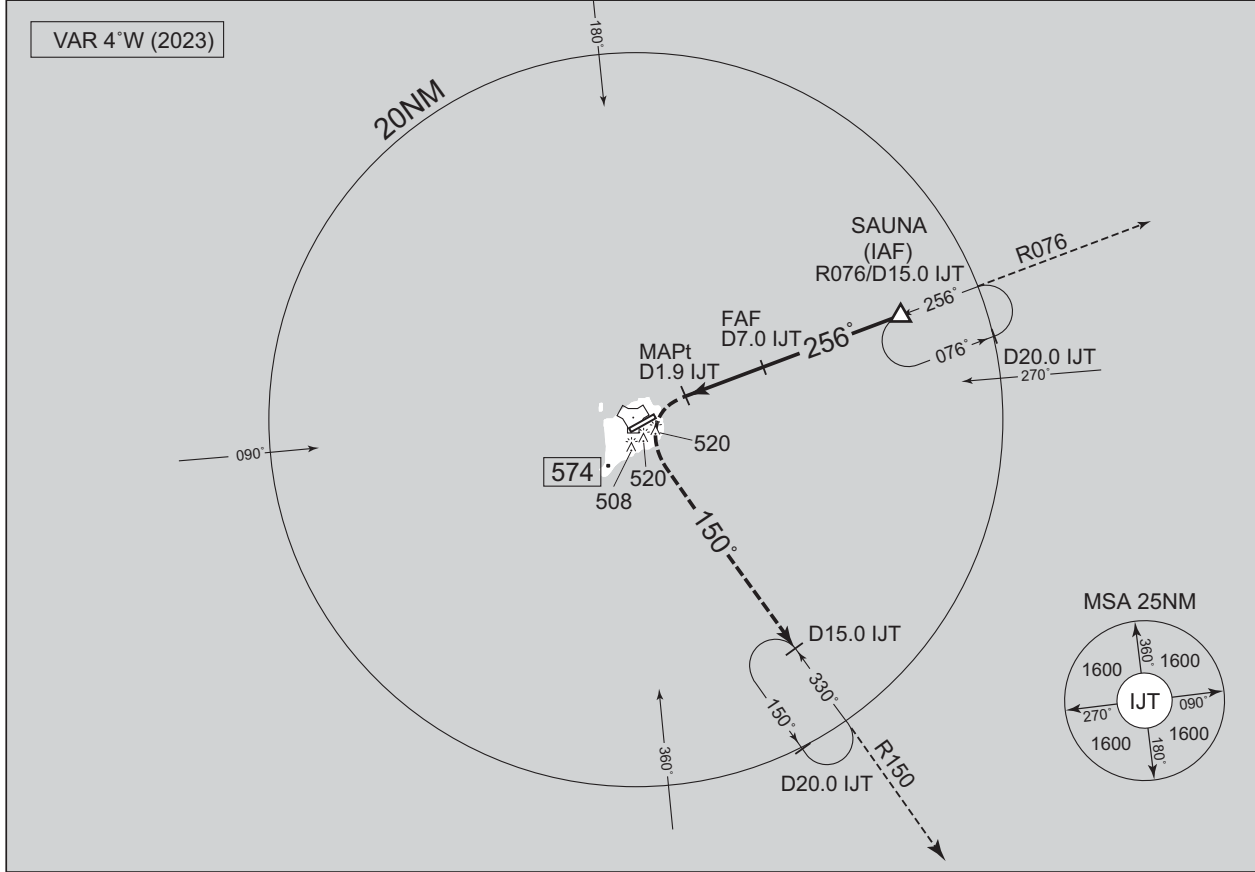 VAR 4˚W (2023)
180˚
20NM
SAUNA
(IAF)
R076/D15.0 IJT
R076
256˚
FAF
D7.0 IJT
256˚
076˚
MAPt
D1.9 IJT
D20.0 IJT
270˚
520
090˚
574
520
508
150˚
D15.0 IJT
MSA 25NM
330˚
150˚
R150
360˚
D20.0 IJT
360˚
1600
1600
IJT
270˚
090˚
1600
1600
180˚